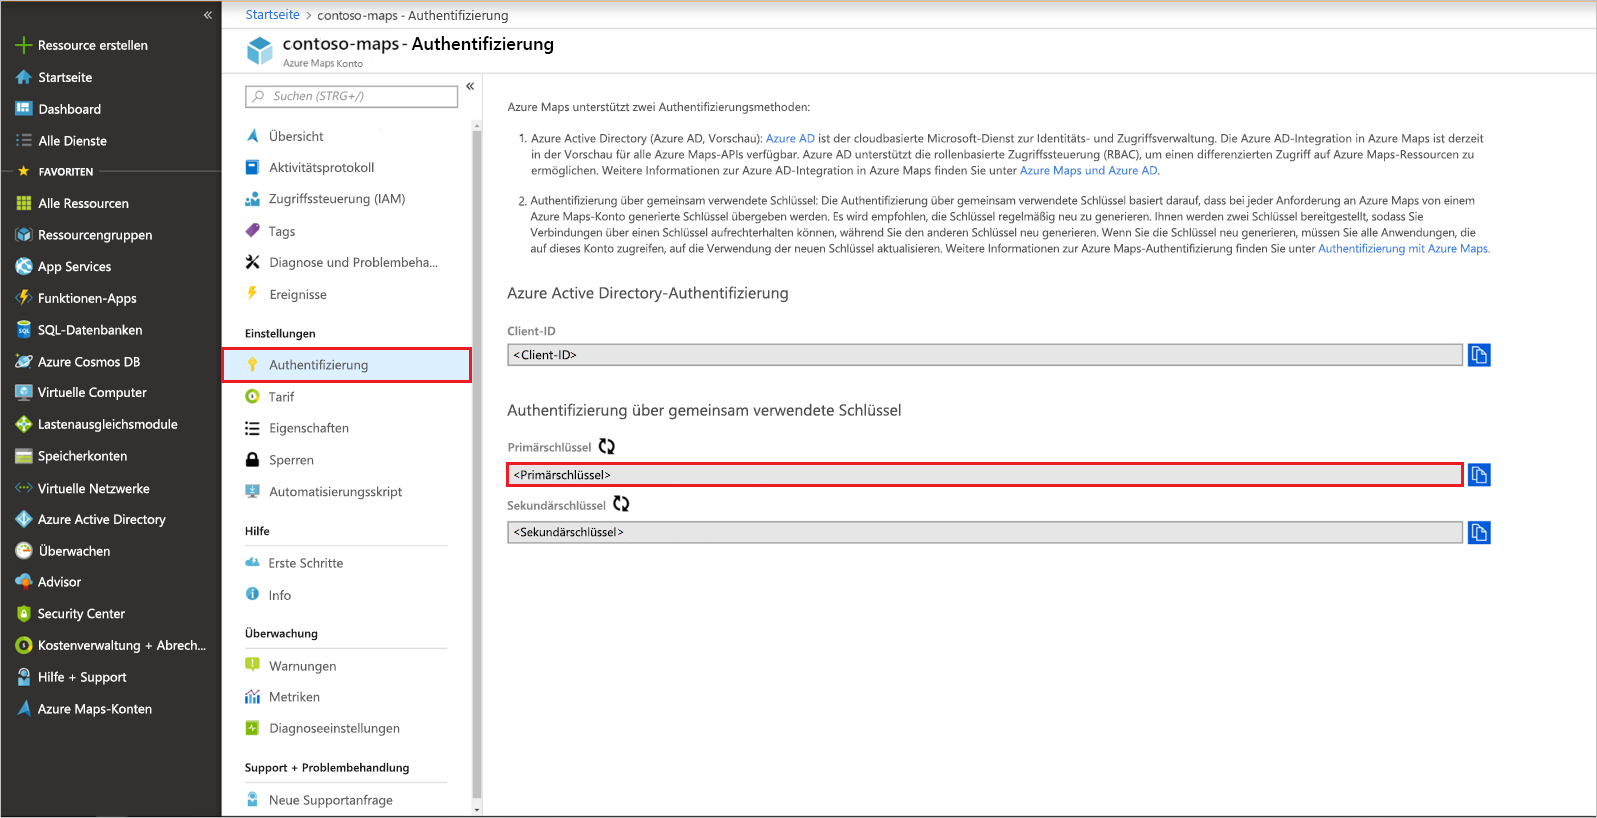 «
Ressource erstellen
Startseite
Dashboard
Alle Dienste
FAVORITEN
Alle Ressourcen
Ressourcengruppen
App Services
Funktionen-Apps
SQL-Datenbanken
Azure Cosmos DB
Virtuelle Computer
Lastenausgleichsmodule
Speicherkonten
Virtuelle Netzwerke
Azure Active Directory
Überwachen
Advisor
Security Center
Kostenverwaltung + Abrech...
Hilfe + Support
Azure Maps-Konten
Startseite > contoso-maps - Authentifizierung
contoso-maps - Authentifizierung
Azure Maps Konto
Suchen (STRG+/)
«
Übersicht
Aktivitätsprotokoll
Zugriffssteuerung (IAM)
Tags
Diagnose und Problembeha...
Ereignisse
Einstellungen
Authentifizierung
Tarif
Eigenschaften
Sperren
Automatisierungsskript
Hilfe
Erste Schritte
Info
Überwachung
Warnungen
Metriken
Diagnoseeinstellungen
Support + Problembehandlung
Neue Supportanfrage
Azure Maps unterstützt zwei Authentifizierungsmethoden:
1. Azure Active Directory (Azure AD, Vorschau): Azure AD ist der cloudbasierte Microsoft-Dienst zur Identitäts- und Zugriffsverwaltung. Die Azure AD-Integration in Azure Maps ist derzeit
in der Vorschau für alle Azure Maps-APIs verfügbar. Azure AD unterstützt die rollenbasierte Zugriffssteuerung (RBAC), um einen differenzierten Zugriff auf Azure Maps-Ressourcen zu
ermöglichen. Weitere Informationen zur Azure AD-Integration in Azure Maps finden Sie unter Azure Maps und Azure AD.
2. Authentifizierung über gemeinsam verwendete Schlüssel: Die Authentifizierung über gemeinsam verwendete Schlüssel basiert darauf, dass bei jeder Anforderung an Azure Maps von einem
Azure Maps-Konto generierte Schlüssel übergeben werden. Es wird empfohlen, die Schlüssel regelmäßig neu zu generieren. Ihnen werden zwei Schlüssel bereitgestellt, sodass Sie
Verbindungen über einen Schlüssel aufrechterhalten können, während Sie den anderen Schlüssel neu generieren. Wenn Sie die Schlüssel neu generieren, müssen Sie alle Anwendungen, die
auf dieses Konto zugreifen, auf die Verwendung der neuen Schlüssel aktualisieren. Weitere Informationen zur Azure Maps-Authentifizierung finden Sie unter Authentifizierung mit Azure Maps.
Azure Active Directory-Authentifizierung
Client-ID
<Client-ID>
Authentifizierung über gemeinsam verwendete Schlüssel
Primärschlüssel
<Primärschlüssel>
Sekundärschlüssel
<Sekundärschlüssel>